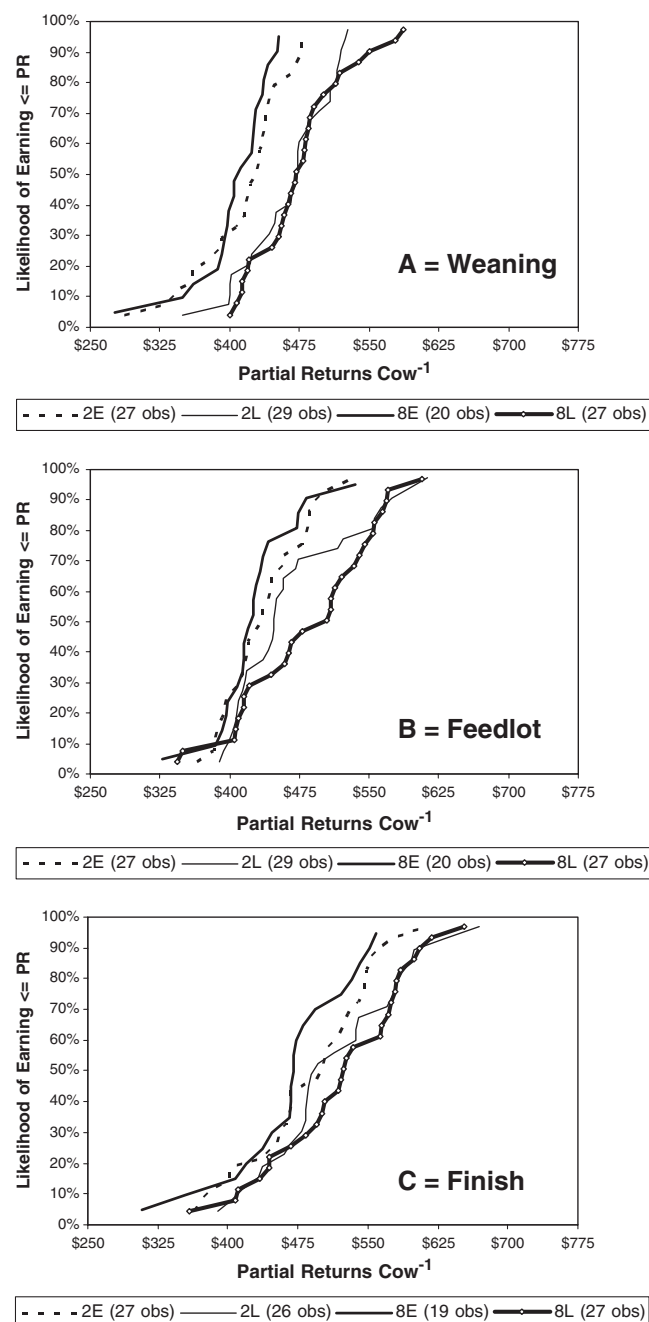 100%
90%
80%
70%
60%
50%
40%
30%
20%
10%
0%
Likelihood of Earning <= PR
A = Weaning
$250 $325 $400 $475 $550 $625 $700 $775
Partial Returns Cow-1
2E (27 obs) 2L (29 obs) 8E (20 obs) 8L (27 obs)
100%
90%
80%
70%
60%
50%
40%
30%
20%
10%
0%
Likelihood of Earning <= PR
B = Feedlot
$250 $325 $400 $475 $550 $625 $700 $775
Partial Returns Cow-1
2E (27 obs) 2L (29 obs) 8E (20 obs) 8L (27 obs)
100%
90%
80%
70%
60%
50%
40%
30%
20%
10%
0%
Likelihood of Earning <= PR
C = Finish
$250 $325 $400 $475 $550 $625 $700 $775
Partial Returns Cow-1
2E (27 obs) 2L (26 obs) 8E (19 obs) 8L (27 obs)